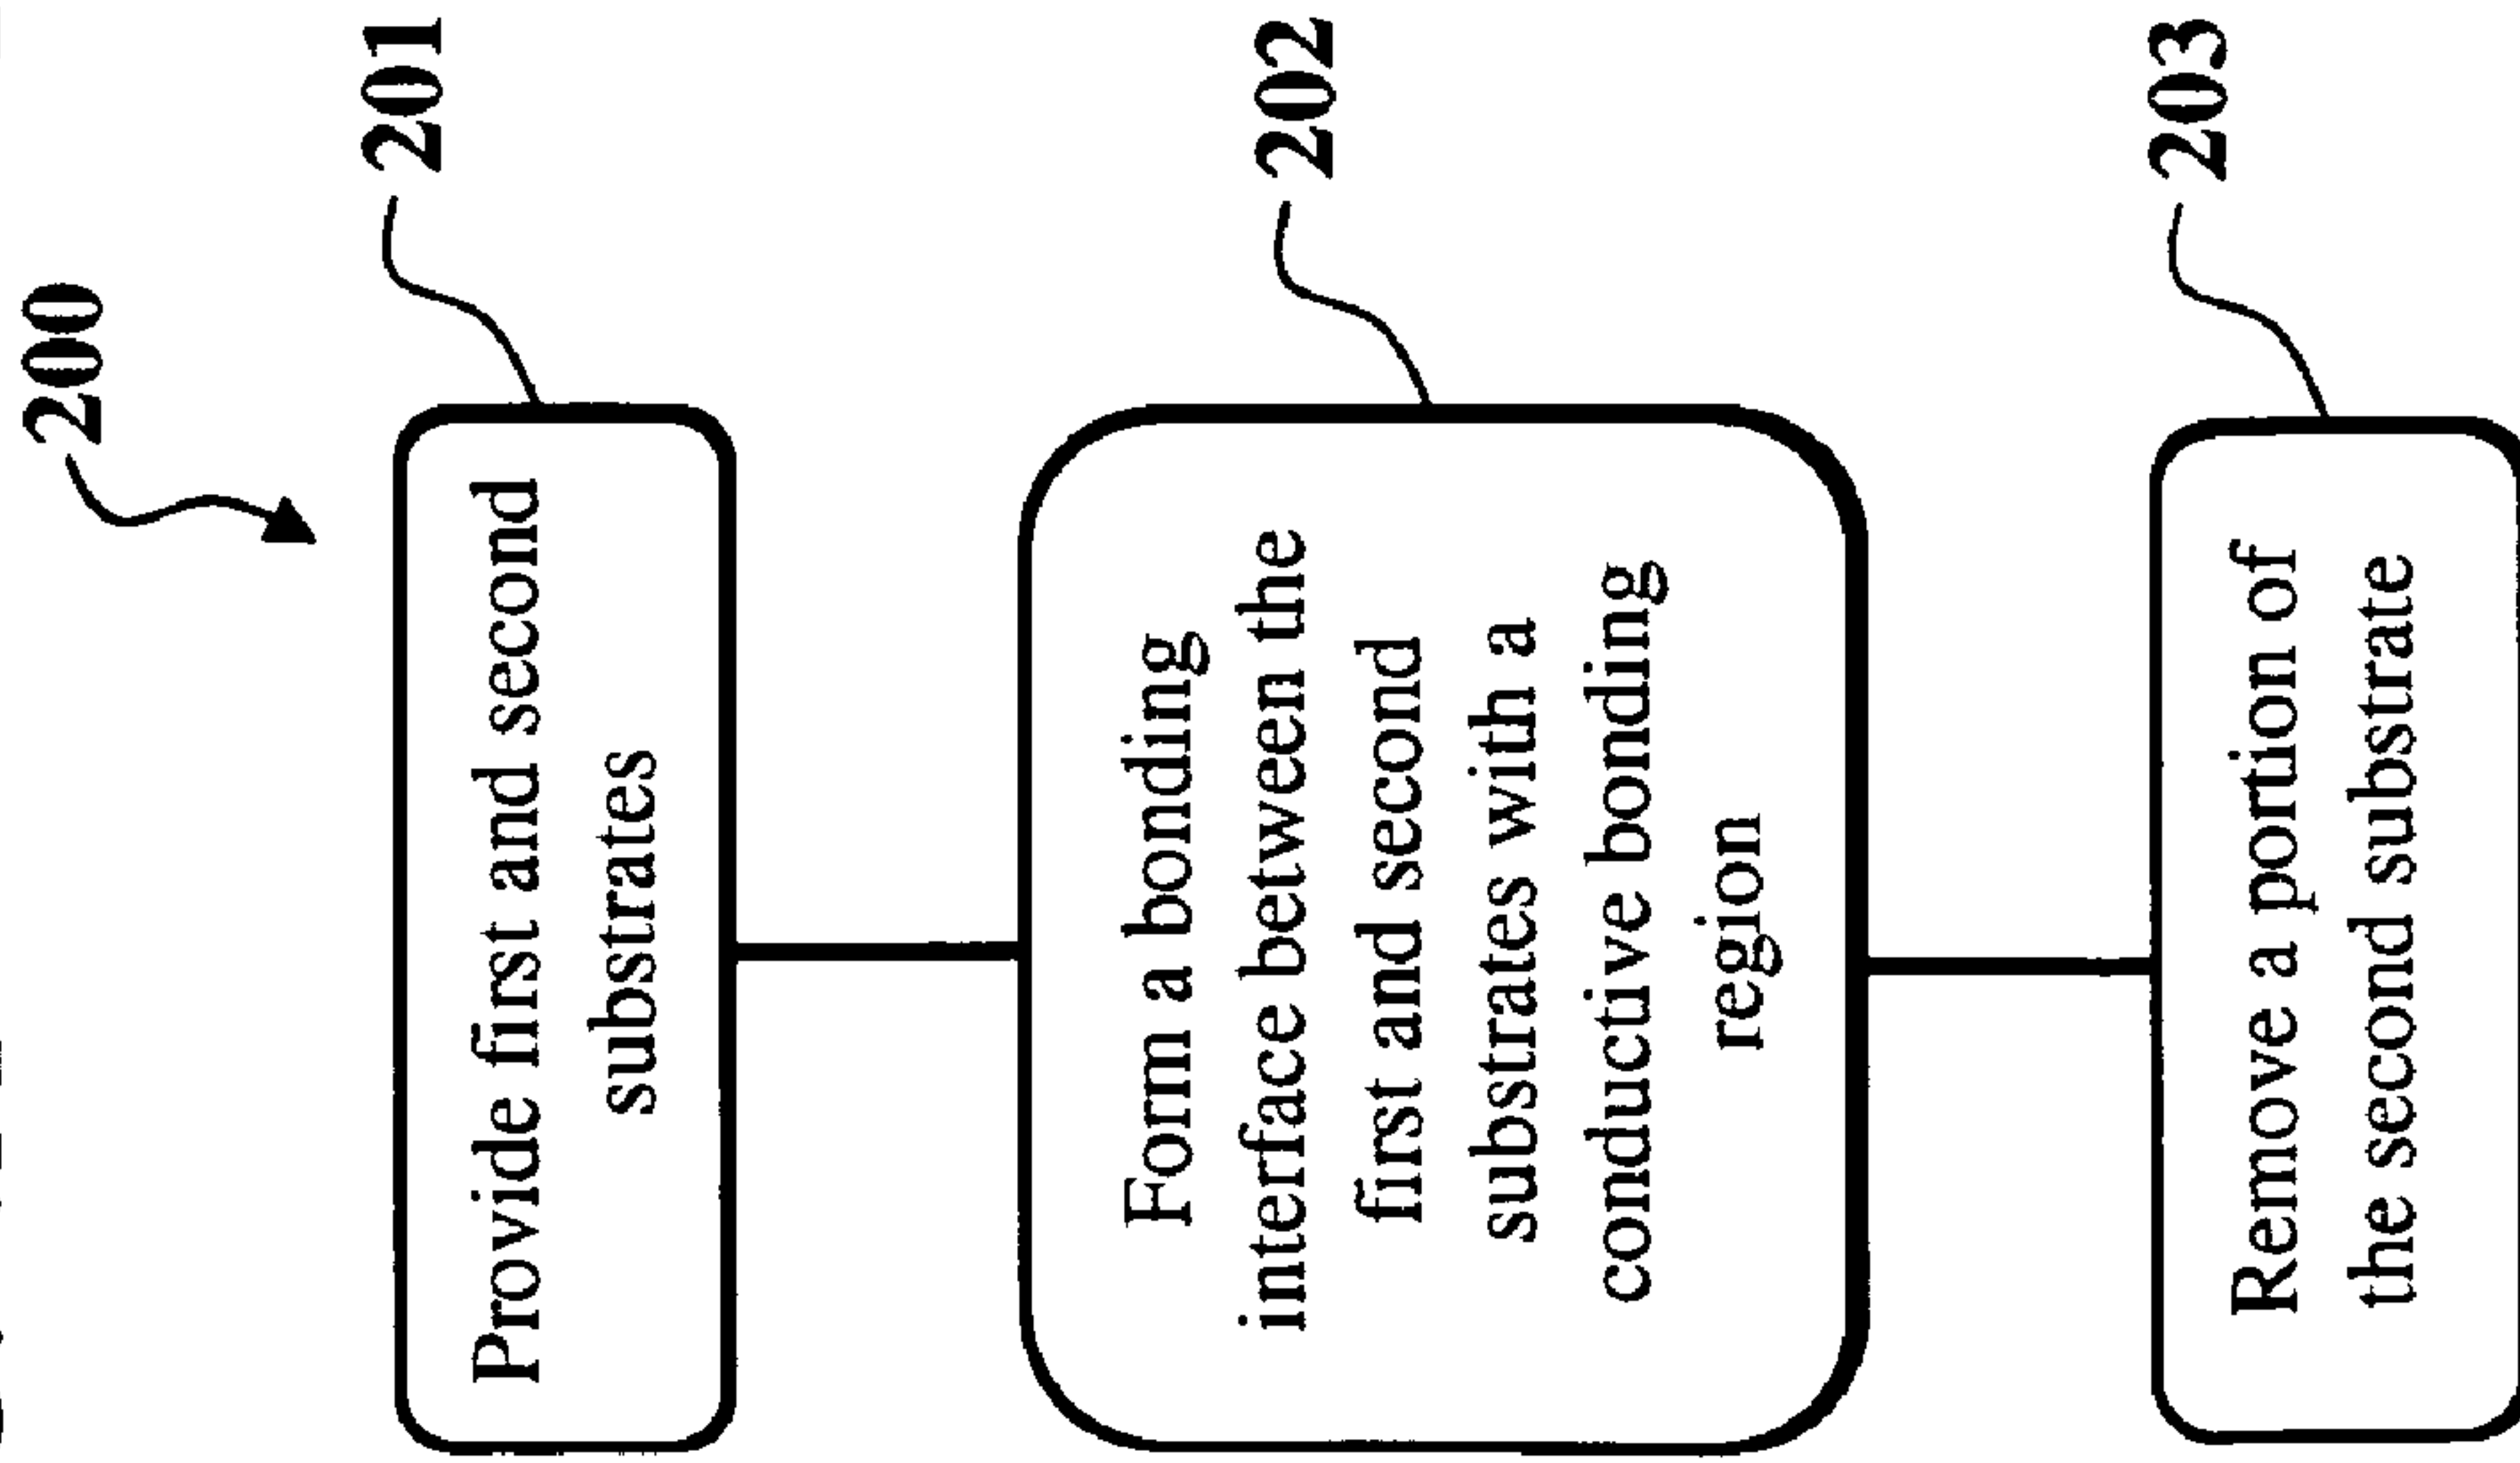 200
Provide first and second
substrates
201
Form a bonding
interface between the
first and second
substrates with a
conductive bonding
region
202
Remove a portion of
the second substrate
203